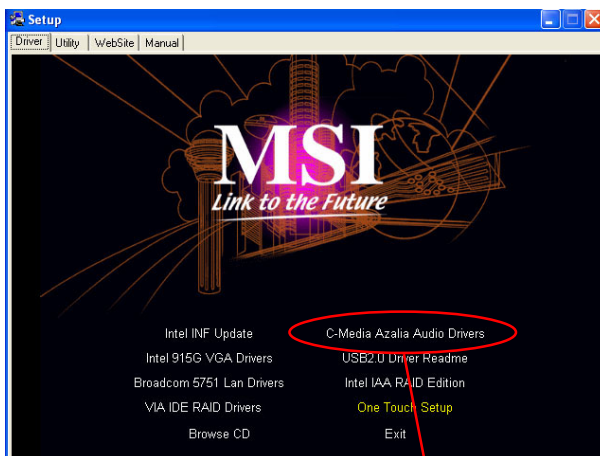 Setup
Driver Utility WebSite Manual
MSI
Link to the Future
Intel INF Update C-Media Azalia Audio Drivers
Intel 915G VGA Drivers USB2.0 Driver Readme
Broadcom 5751 Lan Drivers Intel IAA RAID Edition
VIA IDE RAID Drivers One Touch Setup
Browse CD Exit